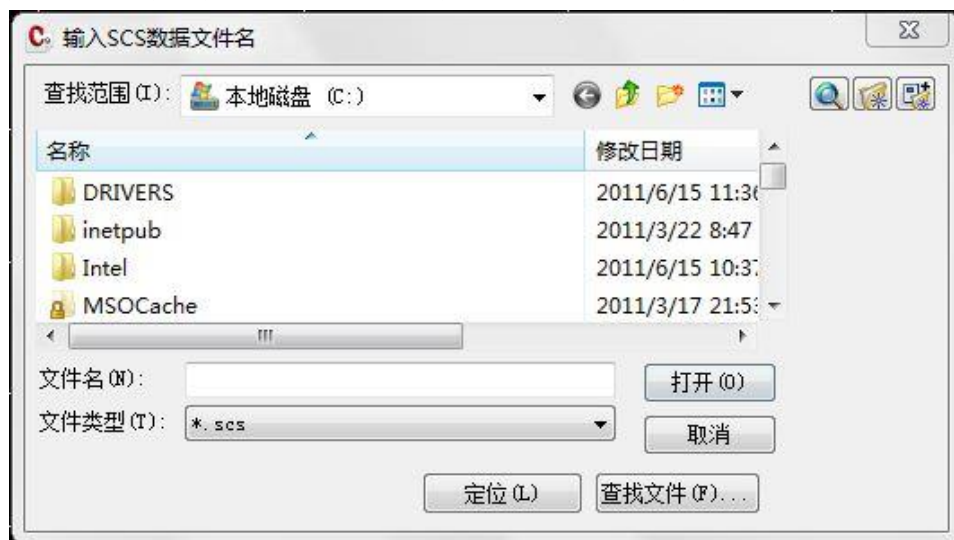 输入SCS数据文件名
查找范围(I): 本地磁盘 (C:)
名称 修改日期
DRIVERS 2011/6/15 11:36
inetpub 2011/3/22 8:47
Intel 2011/6/15 10:37
MSOCache 2011/3/17 21:53
文件名(N): 打开(O)
文件类型(T): *.scs 取消
定位(L) 查找文件(F)...